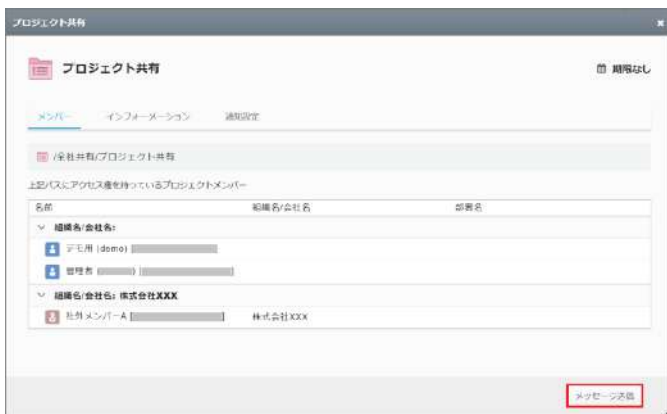 プロジェクト共有
プロジェクト共有
期限なし
メンバー インフォメーション 通知設定
/全社共有/プロジェクト共有
上記パスにアクセス権を持っているプロジェクトメンバー
名前 組織名/会社名 部署名
組織名/会社名:
デモ用 (demo) [ ]
管理者 ( ) [ ]
組織名/会社名: 株式会社XXX
社外メンバーA [ ] 株式会社XXX
メッセージ送信